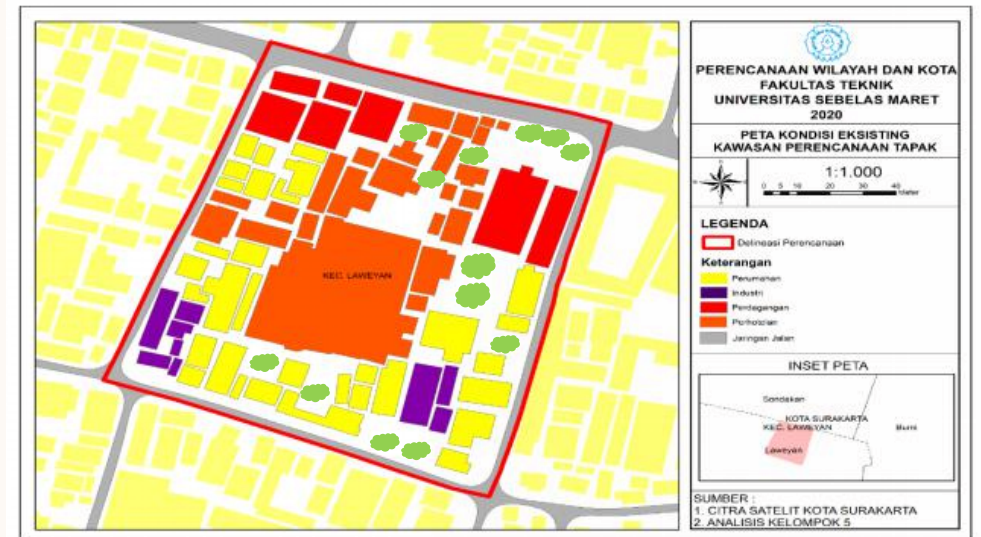 PERENCANAAN WILAYAH DAN KOTA
FAKULTAS TEKNIK
UNIVERSITAS SEBELAS MARET
2020
PETA KONDISI EKSISTING
KAWASAN PERENCANAAN TAPAK
1:1.000
0 5 10 20 30 40
Meter
LEGENDA
Delineasi Perencanaan
Keterangan
Perumahan
Industri
Perdagangan
Perhotelan
Jaringan Jalan
INSET PETA
Sondakan
KOTA SURAKARTA
KEC. LAWEYAN
Bumi
Laweyan
SUMBER :
1. CITRA SATELIT KOTA SURAKARTA
2. ANALISIS KELOMPOK 5
KEC. LAWEYAN